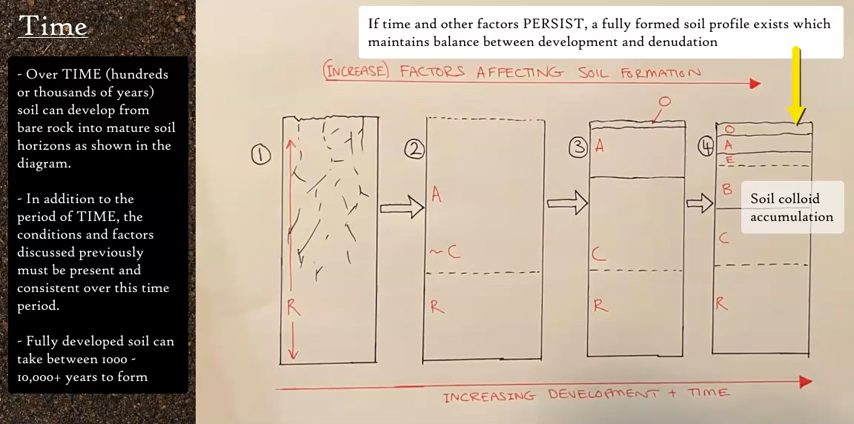 Time
If time and other factors PERSIST, a fully formed soil profile exists which
maintains balance between development and denudation
- Over TIME (hundreds
or thousands of years)
soil can develop from
bare rock into mature soil
horizons as shown in the
diagram.
- In addition to the
period of TIME, the
conditions and factors
discussed previously
must be present and
consistent over this time
period.
- Fully developed soil can
take between 1000 -
10,000+ years to form
(INCREASE) FACTORS AFFECTING SOIL FORMATION
1
R
2
A
~C
R
3
O
A
C
R
4
O
A
E
B
Soil colloid
accumulation
C
R
INCREASING DEVELOPMENT + TIME